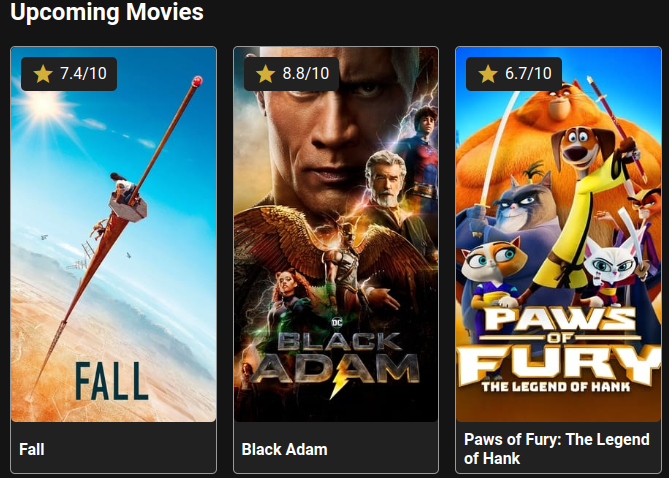 Upcoming Movies
7.4/10
8.8/10
6.7/10
FALL
DC
BLACK
ADAM
PAWS
OF
FURY
THE LEGEND OF HANK
Fall
Black Adam
Paws of Fury: The Legend
of Hank